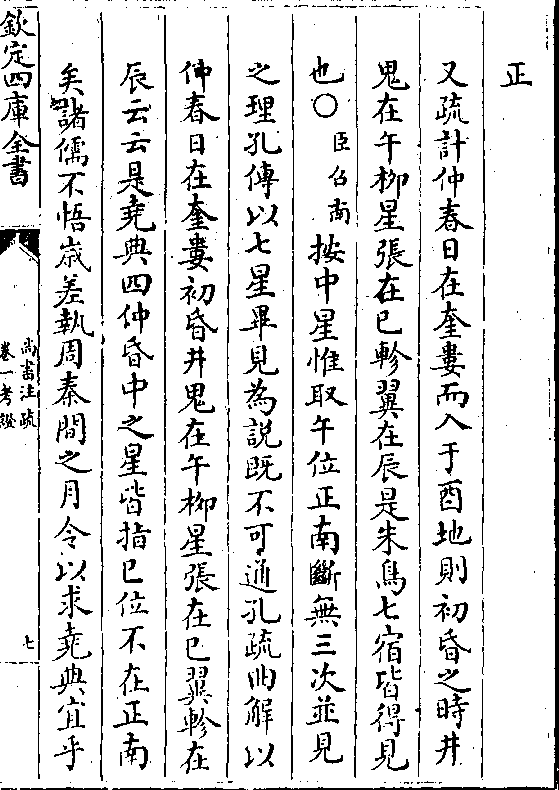 正
又疏計仲春日在奎婁而入于酉地則初昏之時井
鬼在午柳星張在巳軫翼在辰是朱鳥七宿皆得見
也○臣召南按中星惟取午位正南斷無三次並見
之理孔傳以七星畢見為說既不可通孔疏曲解以
仲春日在奎婁初昏井鬼在午柳星張在巳翼軫在
辰云云是堯典四仲昏中之星皆指巳位不在正南
矣諸儒不悟歲差執周秦間之月令以求堯典宜乎
欽定四庫全書
尚書注疏
卷一考證
七